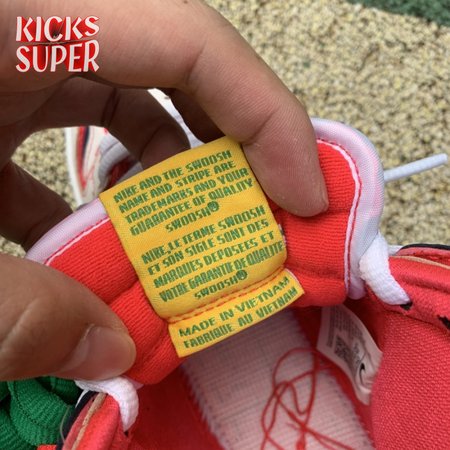 KICKS
SUPER
NIKE AND THE SWOOSH
NAME AND STRIPE ARE
TRADEMARKS AND YOUR
GUARANTEE OF QUALITY
SWOOSH
NIKE.LE TERME SWOOSH
ET SON SIGLE SONT DES
MARQUES DEPOSEES ET
VOTRE GARANTIE DE QUALITE
SWOOSH
MADE IN VIETNAM
FABRIQUE AU VIETNAM